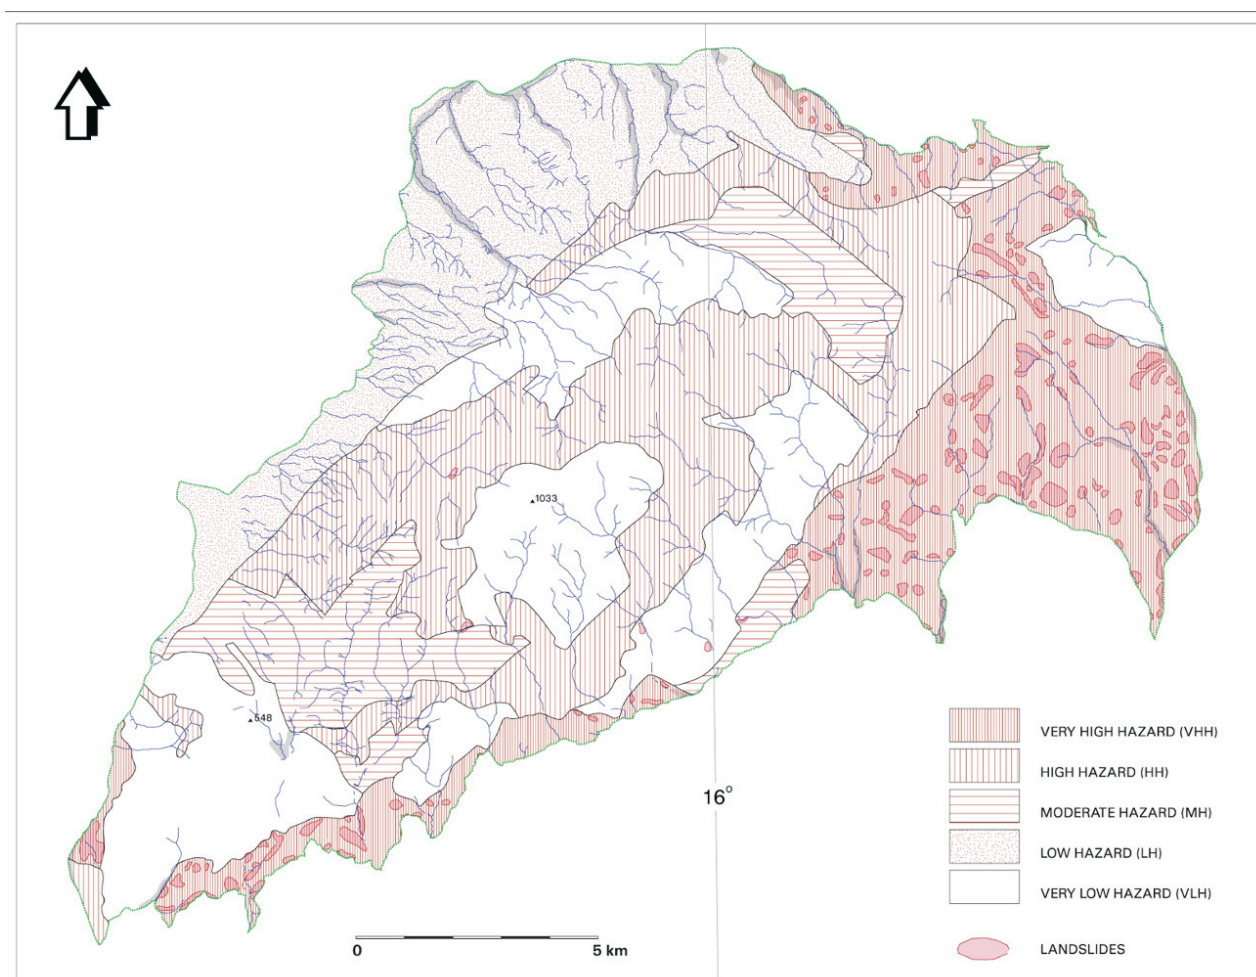 1033
548
16°
VERY HIGH HAZARD (VHH)
HIGH HAZARD (HH)
MODERATE HAZARD (MH)
LOW HAZARD (LH)
VERY LOW HAZARD (VLH)
LANDSLIDES
0 5 km